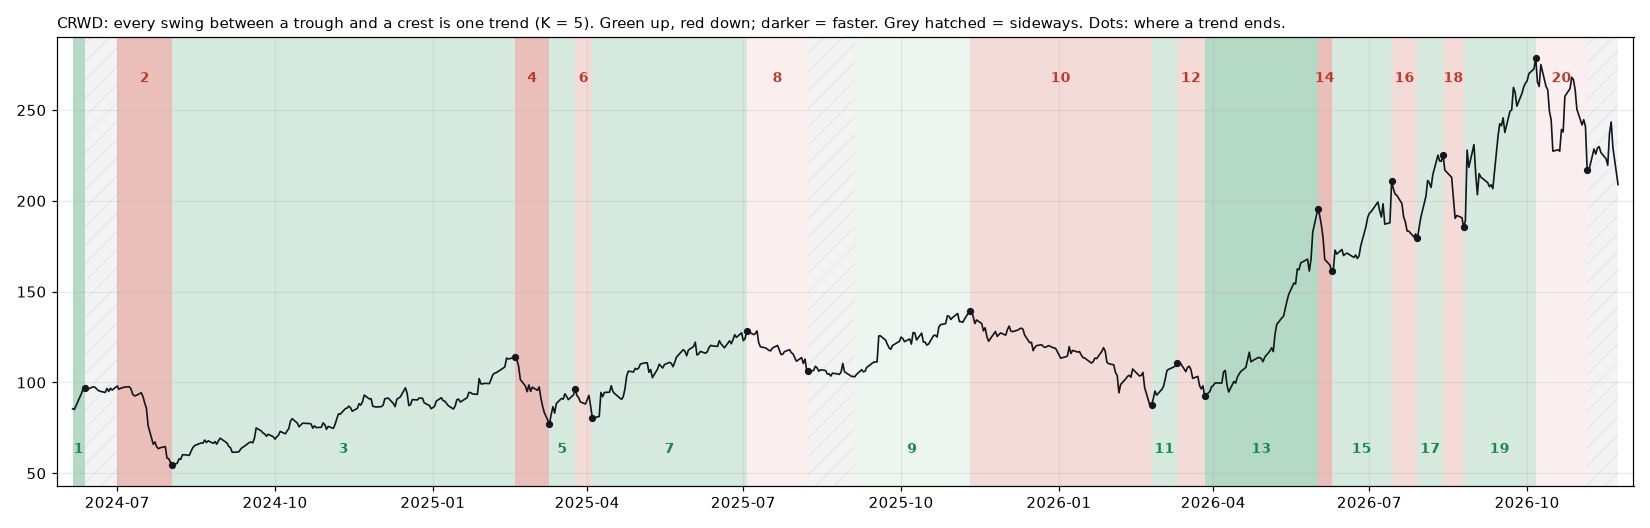 CRWD: every swing between a trough and a crest is one trend (K = 5). Green up, red down; darker = faster. Grey hatched = sideways. Dots: where a trend ends.
2 4 6 8 10 12 14 16 18 20
250
200
150
100
1 3 5 7 9 11 13 15 17 19
50
2024-07 2024-10 2025-01 2025-04 2025-07 2025-10 2026-01 2026-04 2026-07 2026-10